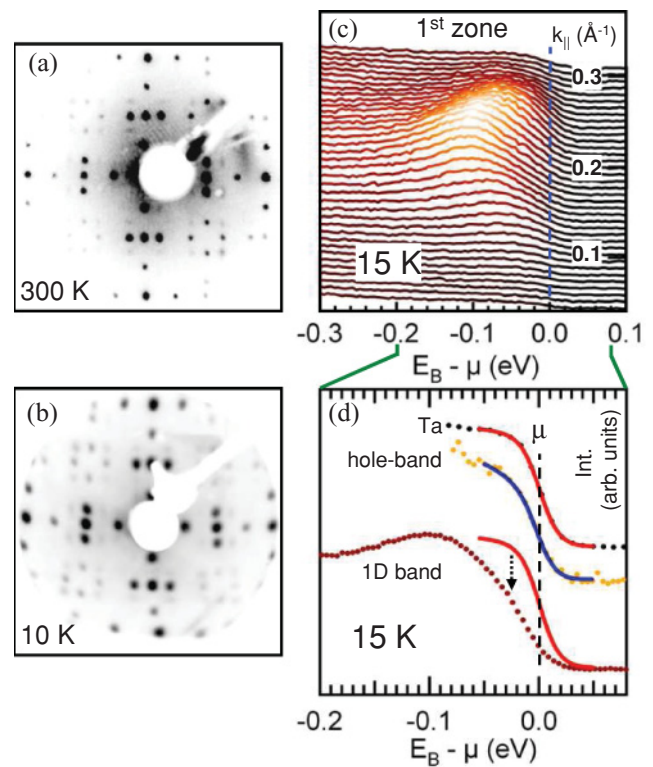 (a)
300 K
(b)
10 K
(c)
1st zone
k|| (Å-1)
0.3
0.2
0.1
15 K
-0.3 -0.2 -0.1 0.0 0.1
EB - μ (eV)
(d)
Ta
μ
Int.
(arb. units)
hole-band
1D band
15 K
-0.2 -0.1 0.0
EB - μ (eV)